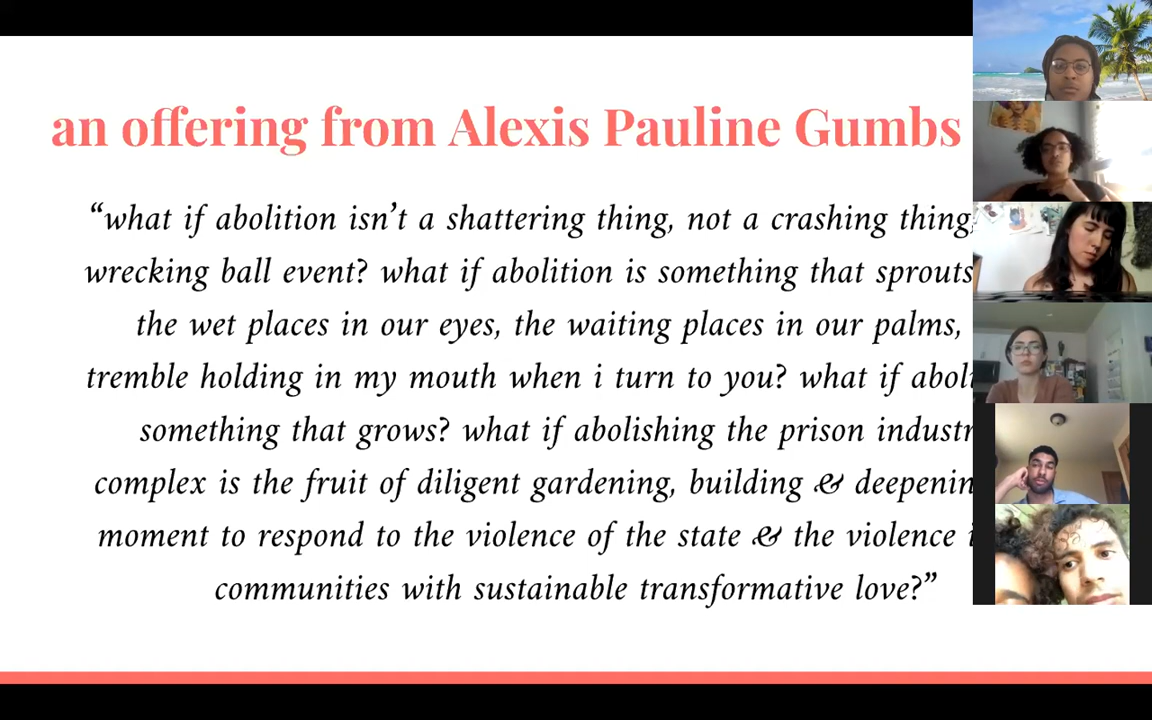 an offering from Alexis Pauline Gumbs
“what if abolition isn’t a shattering thing, not a crashing thing,
wrecking ball event? what if abolition is something that sprouts
the wet places in our eyes, the waiting places in our palms,
tremble holding in my mouth when i turn to you? what if
something that grows? what if abolishing the prison
complex is the fruit of diligent gardening, building & 
moment to respond to the violence of the state & the violence
communities with sustainable transformative love?”